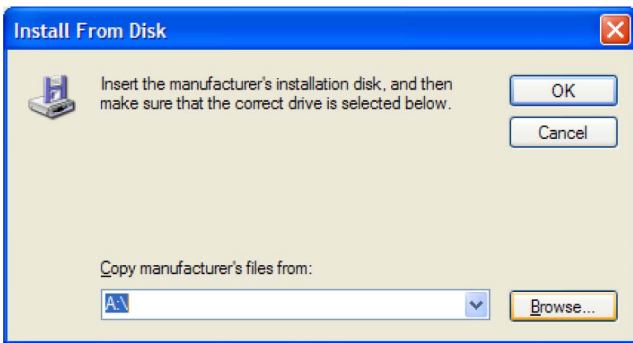 Install From Disk
Insert the manufacturer's installation disk, and then
make sure that the correct drive is selected below.
OK
Cancel
Copy manufacturer's files from:
A:\
Browse...